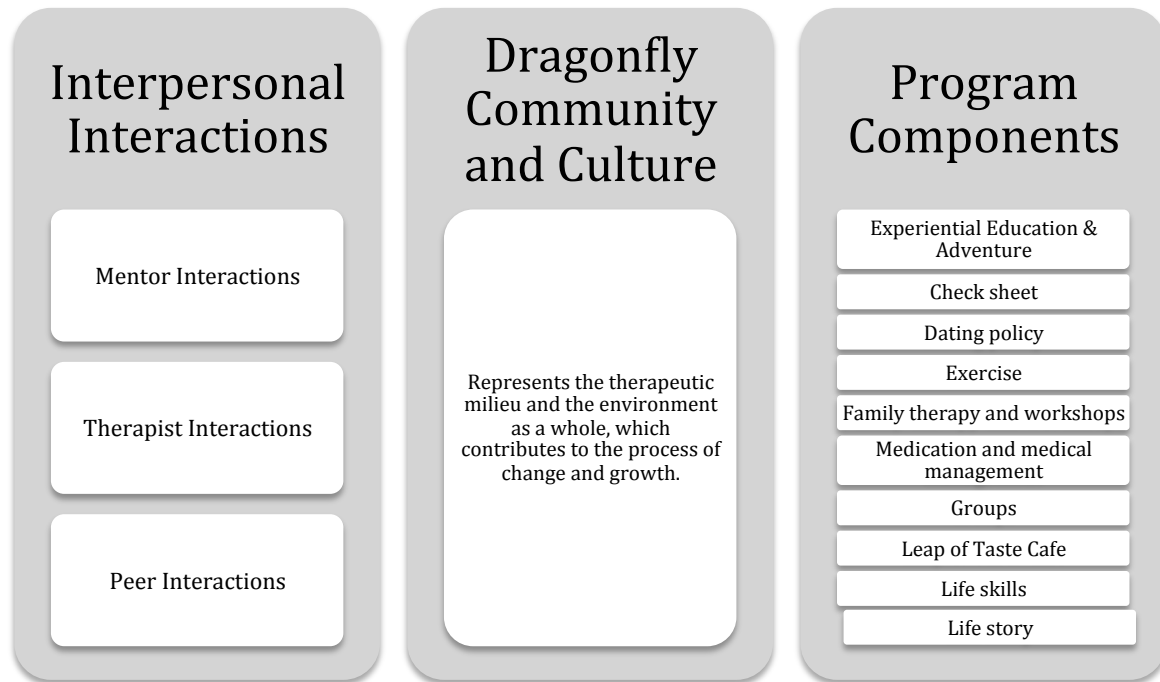 Interpersonal
Interactions
Mentor Interactions
Therapist Interactions
Peer Interactions
Dragonfly
Community
and Culture
Represents the therapeutic
milieu and the environment
as a whole, which
contributes to the process of
change and growth.
Program
Components
Experiential Education &
Adventure
Check sheet
Dating policy
Exercise
Family therapy and workshops
Medication and medical
management
Groups
Leap of Taste Cafe
Life skills
Life story